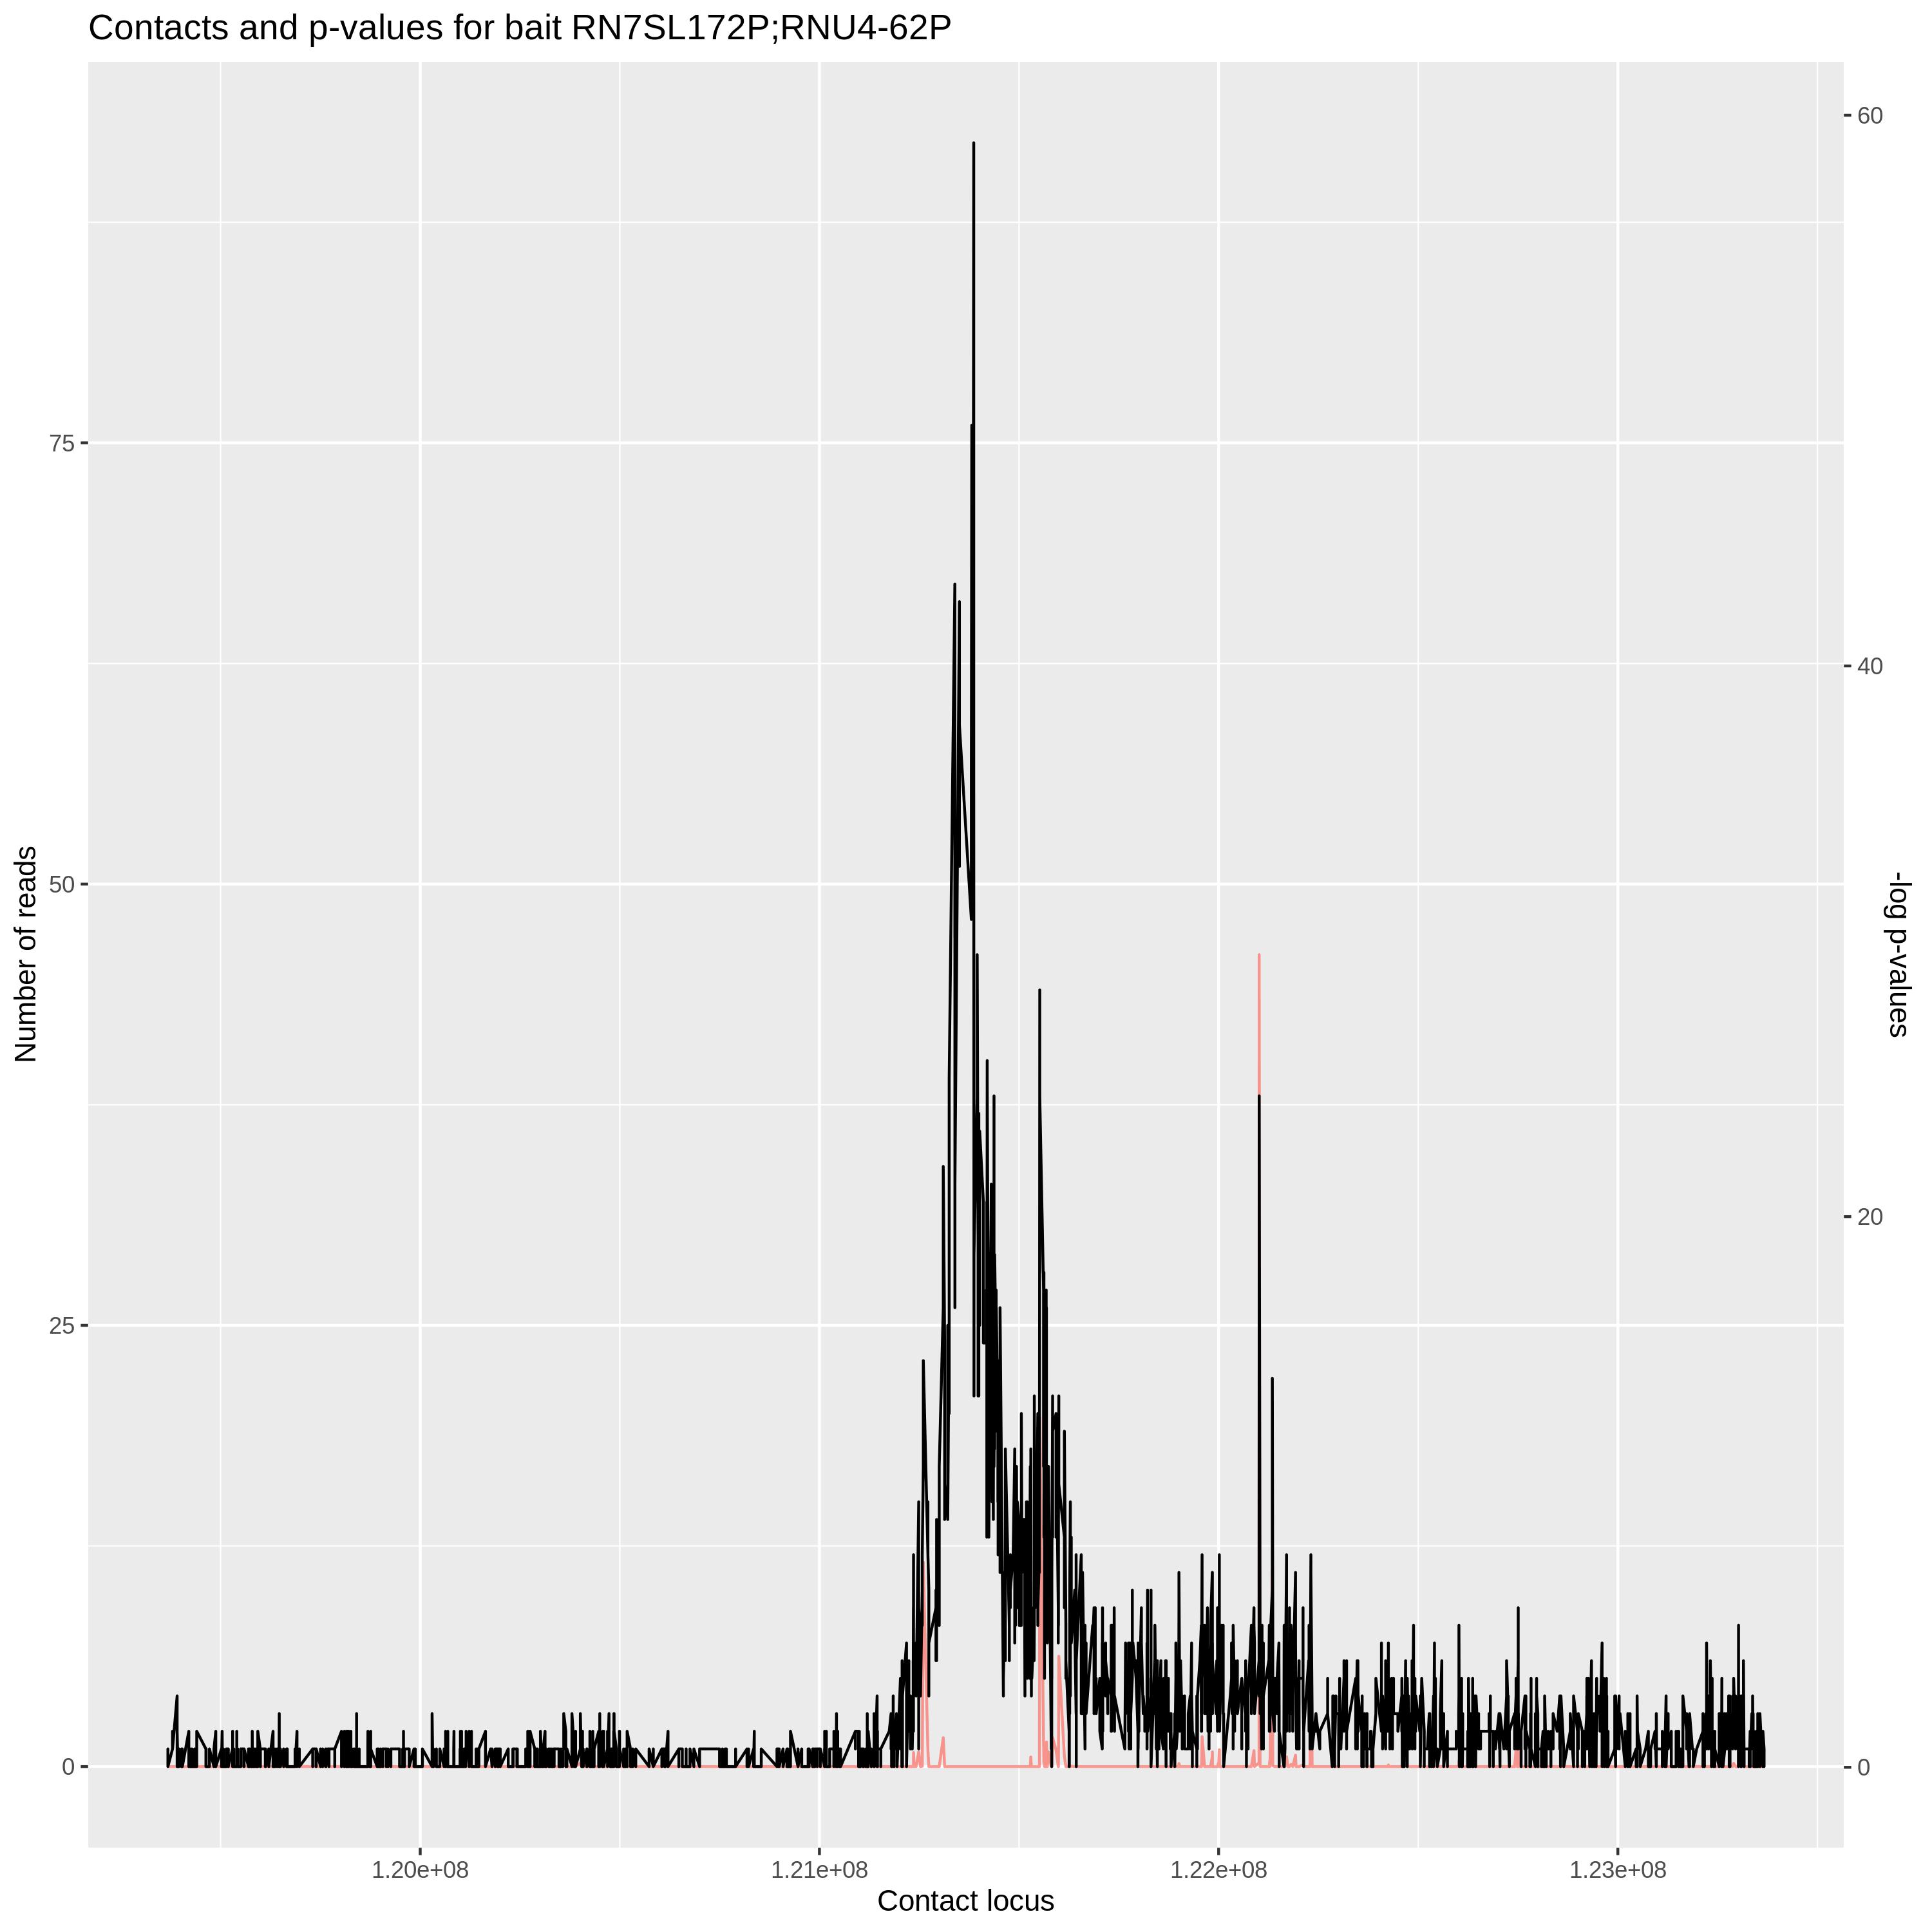 Contacts and p-values for bait RN7SL172P;RNU4-62P
60
75
40
50
Number of reads
-log p-values
20
25
0
0
1.20e+08 1.21e+08 1.22e+08 1.23e+08
Contact locus